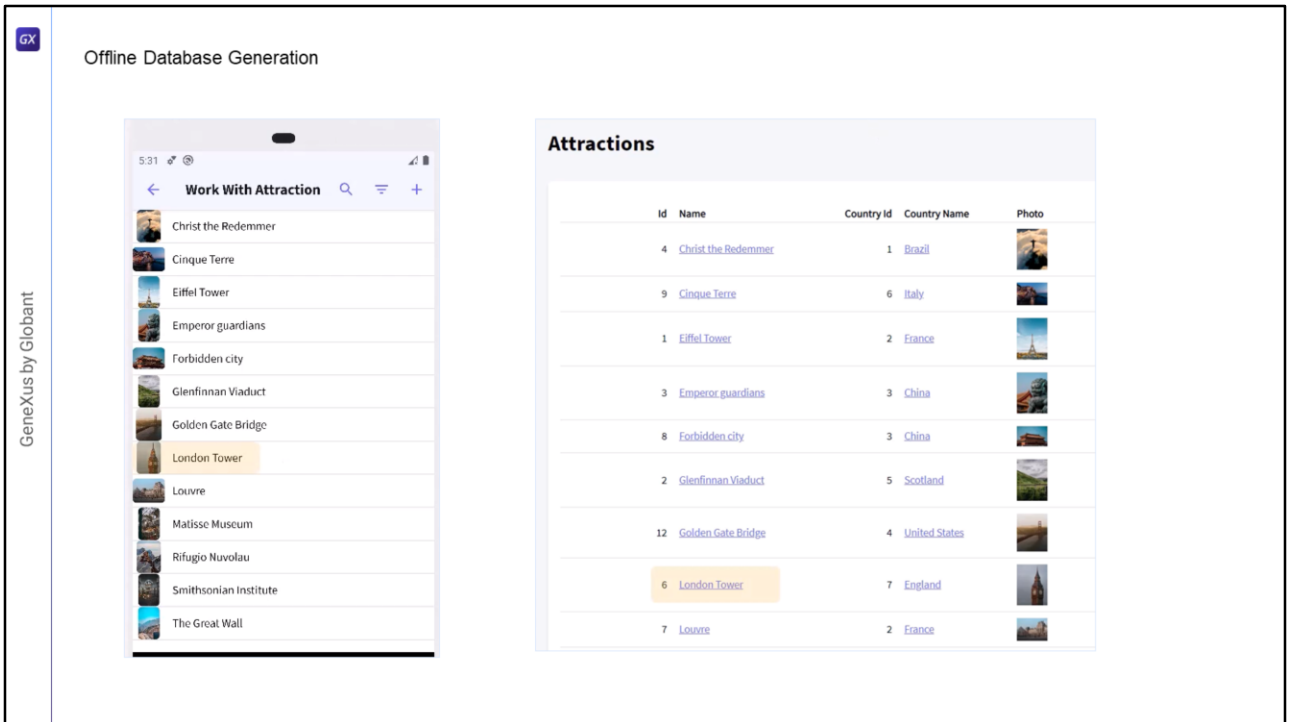 GX
Offline Database Generation
GeneXus by Globant
5:31
Work With Attraction
Christ the Redemmer
Cinque Terre
Eiffel Tower
Emperor guardians
Forbidden city
Glenfinnan Viaduct
Golden Gate Bridge
London Tower
Louvre
Matisse Museum
Rifugio Nuvolau
Smithsonian Institute
The Great Wall
Attractions
Id Name Country Id Country Name Photo
4 Christ the Redemmer 1 Brazil
9 Cinque Terre 6 Italy
1 Eiffel Tower 2 France
3 Emperor guardians 3 China
8 Forbidden city 3 China
2 Glenfinnan Viaduct 5 Scotland
12 Golden Gate Bridge 4 United States
6 London Tower 7 England
7 Louvre 2 France